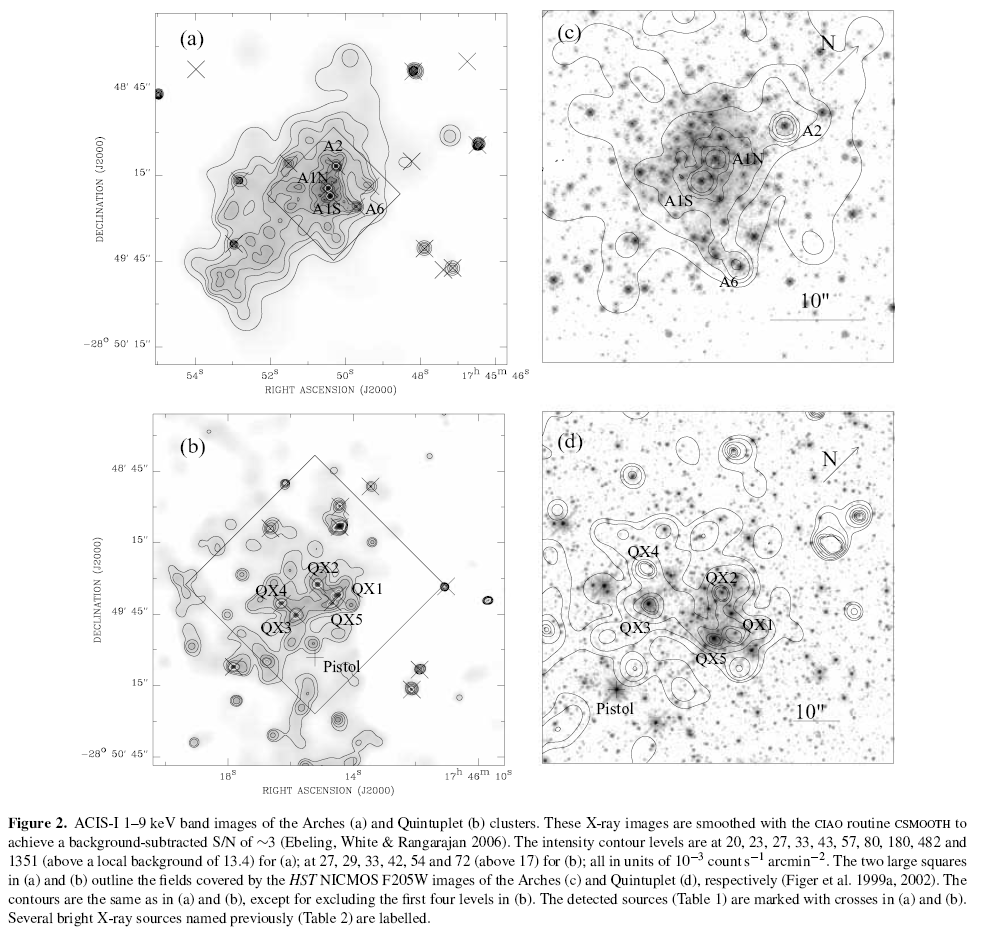 (a)
48' 45"
15"
49' 45"
−28° 50' 15"
DECLINATION (J2000)
A2
A1N
A1S
A6
54s 52s 50s 48s 17h 45m 46s
RIGHT ASCENSION (J2000)
(c)
N
A2
A1N
A1S
A6
10"
(b)
48' 45"
15"
49' 45"
15"
−28° 50' 45"
DECLINATION (J2000)
QX2
QX4
QX1
QX3
QX5
Pistol
18s 14s 17h 46m 10s
RIGHT ASCENSION (J2000)
(d)
N
QX4
QX2
QX3
QX1
QX5
Pistol
10"
Figure 2. ACIS-I 1–9 keV band images of the Arches (a) and Quintuplet (b) clusters. These X-ray images are smoothed with the CIAO routine CSMOOTH to
achieve a background-subtracted S/N of ∼3 (Ebeling, White & Rangarajan 2006). The intensity contour levels are at 20, 23, 27, 33, 43, 57, 80, 180, 482 and
1351 (above a local background of 13.4) for (a); at 27, 29, 33, 42, 54 and 72 (above 17) for (b); all in units of 10⁻³ count s⁻¹ arcmin⁻². The two large squares
in (a) and (b) outline the fields covered by the HST NICMOS F205W images of the Arches (c) and Quintuplet (d), respectively (Figer et al. 1999a, 2002). The
contours are the same as in (a) and (b), except for excluding the first four levels in (b). The detected sources (Table 1) are marked with crosses in (a) and (b).
Several bright X-ray sources named previously (Table 2) are labelled.